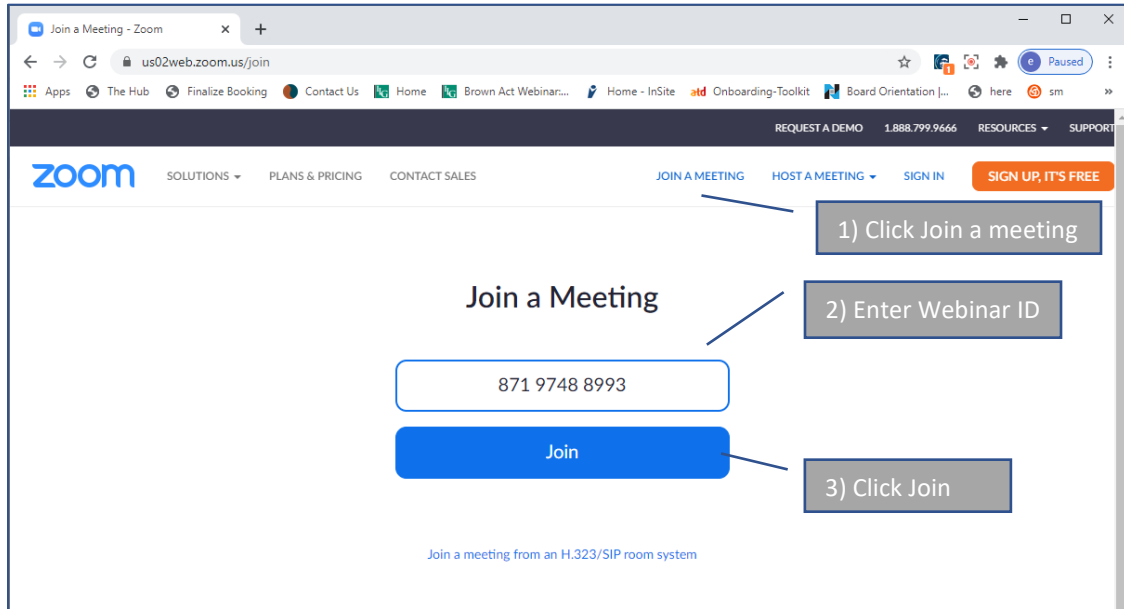 Join a Meeting - Zoom
us02web.zoom.us/join
e Paused
1
Apps The Hub Finalize Booking Contact Us Home Brown Act Webinar:... Home - InSite atd Onboarding-Toolkit Board Orientation |... here sm »
REQUEST A DEMO 1.888.799.9666 RESOURCES SUPPORT
zoom SOLUTIONS PLANS & PRICING CONTACT SALES JOIN A MEETING HOST A MEETING SIGN IN SIGN UP, IT'S FREE
1) Click Join a meeting
Join a Meeting
2) Enter Webinar ID
871 9748 8993
Join
3) Click Join
Join a meeting from an H.323/SIP room system